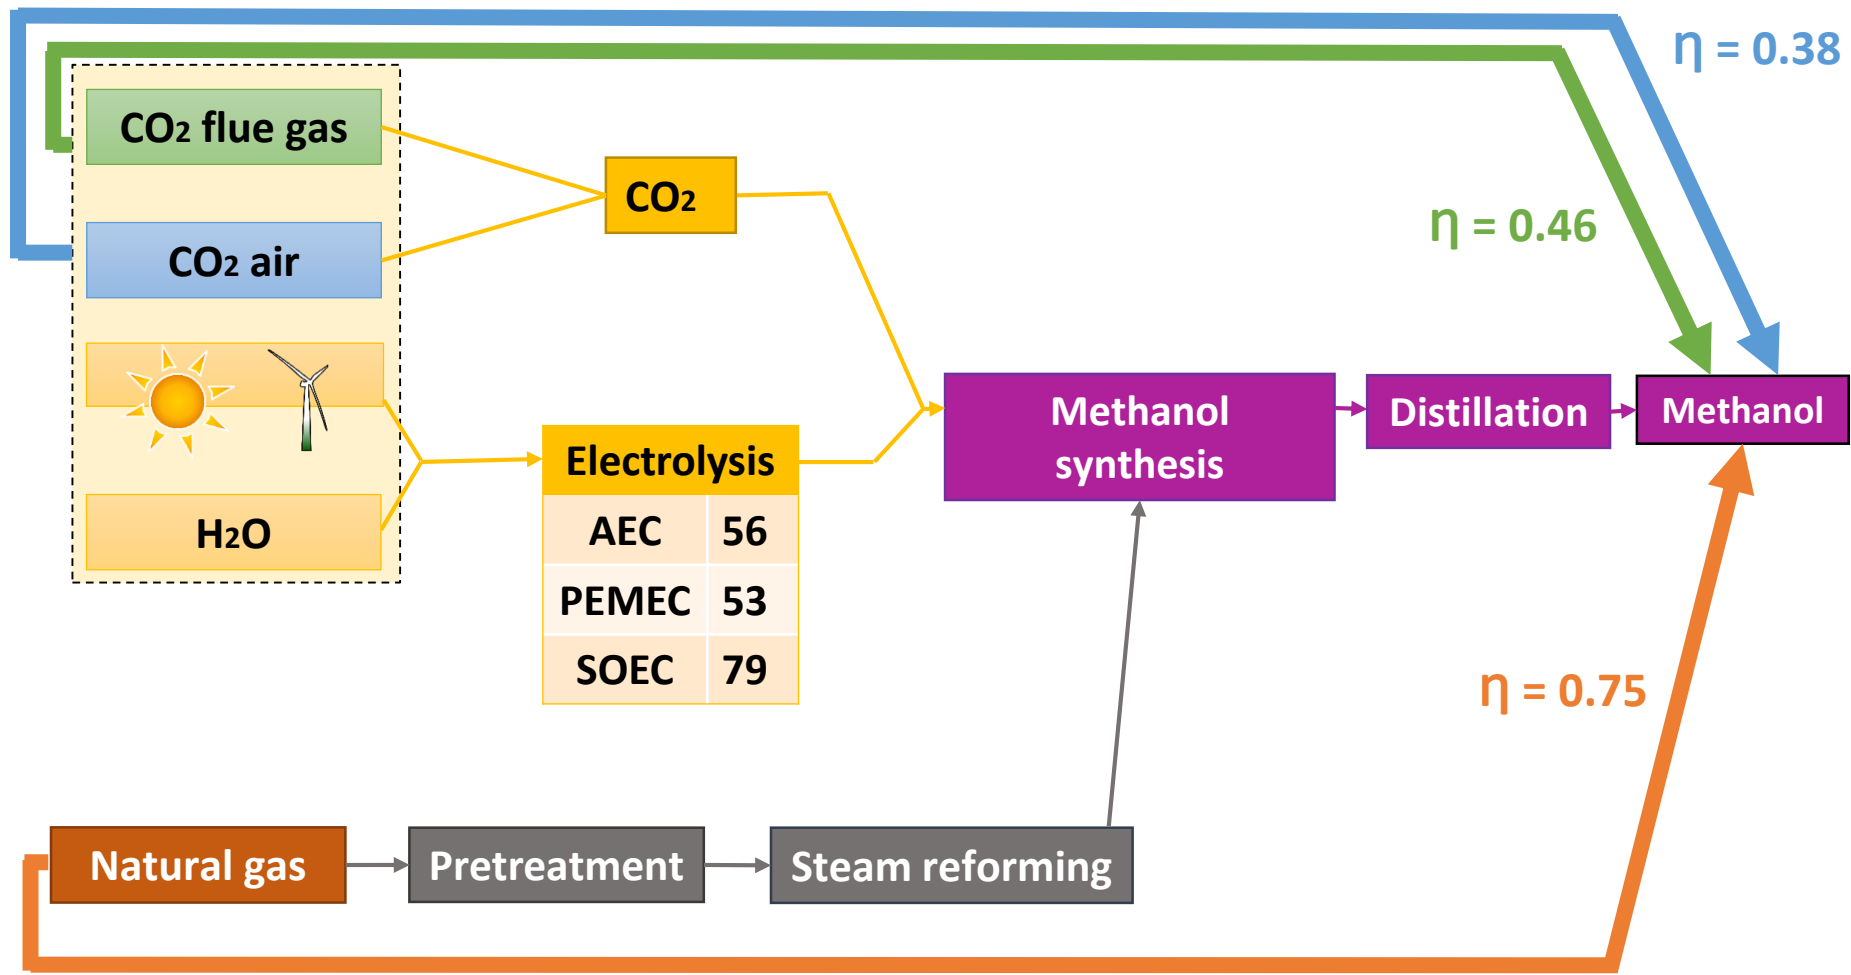 η = 0.38
CO2 flue gas
CO2
η = 0.46
CO2 air
Methanol
synthesis
Distillation
Methanol
Electrolysis
AEC 56
PEMEC 53
SOEC 79
H2O
η = 0.75
Natural gas
Pretreatment
Steam reforming